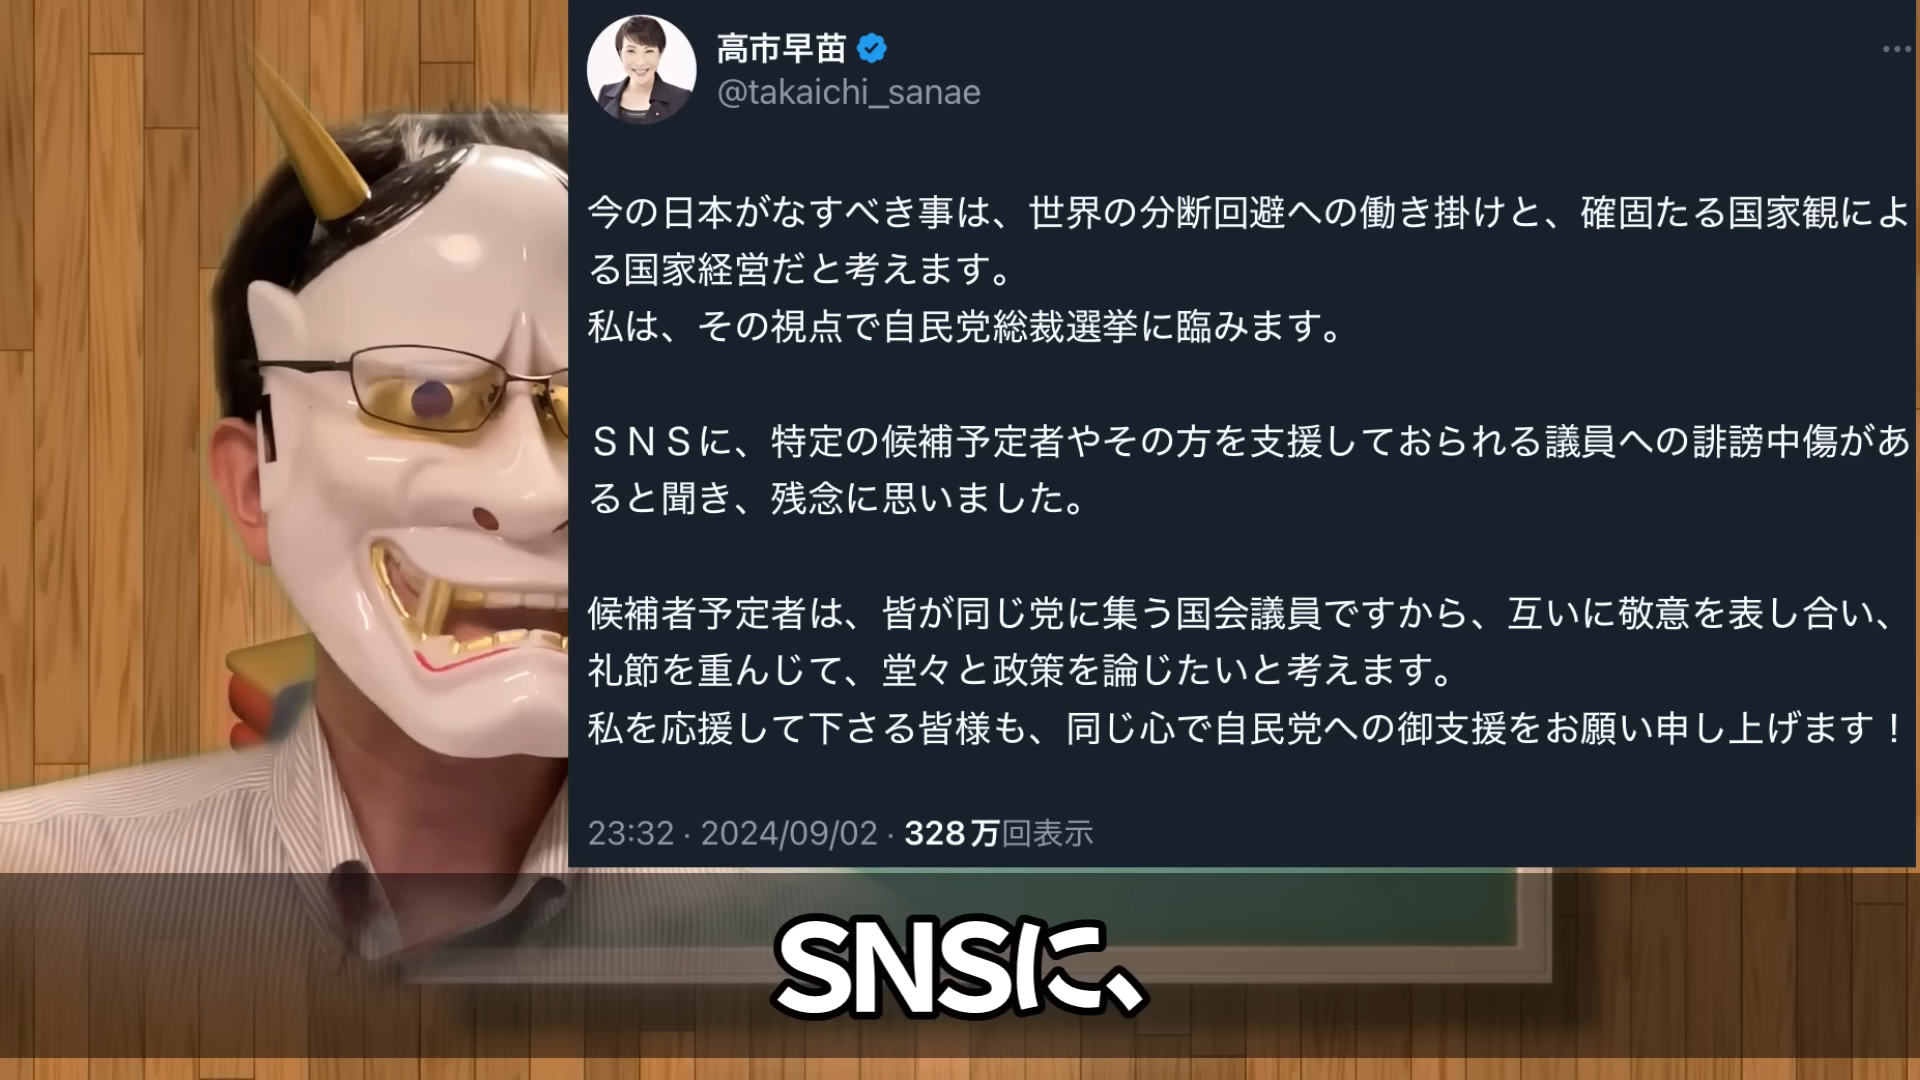 高市早苗
@takaichi_sanae
今の日本がなすべき事は、世界の分断回避への働き掛けと、確固たる国家観によ
る国家経営だと考えます。
私は、その視点で自民党総裁選挙に臨みます。
ＳＮＳに、特定の候補予定者やその方を支援しておられる議員への誹謗中傷があ
ると聞き、残念に思いました。
候補者予定者は、皆が同じ党に集う国会議員ですから、互いに敬意を表し合い、
礼節を重んじて、堂々と政策を論じたいと考えます。
私を応援して下さる皆様も、同じ心で自民党への御支援をお願い申し上げます！
23:32 · 2024/09/02 · 328万回表示
SNSに、